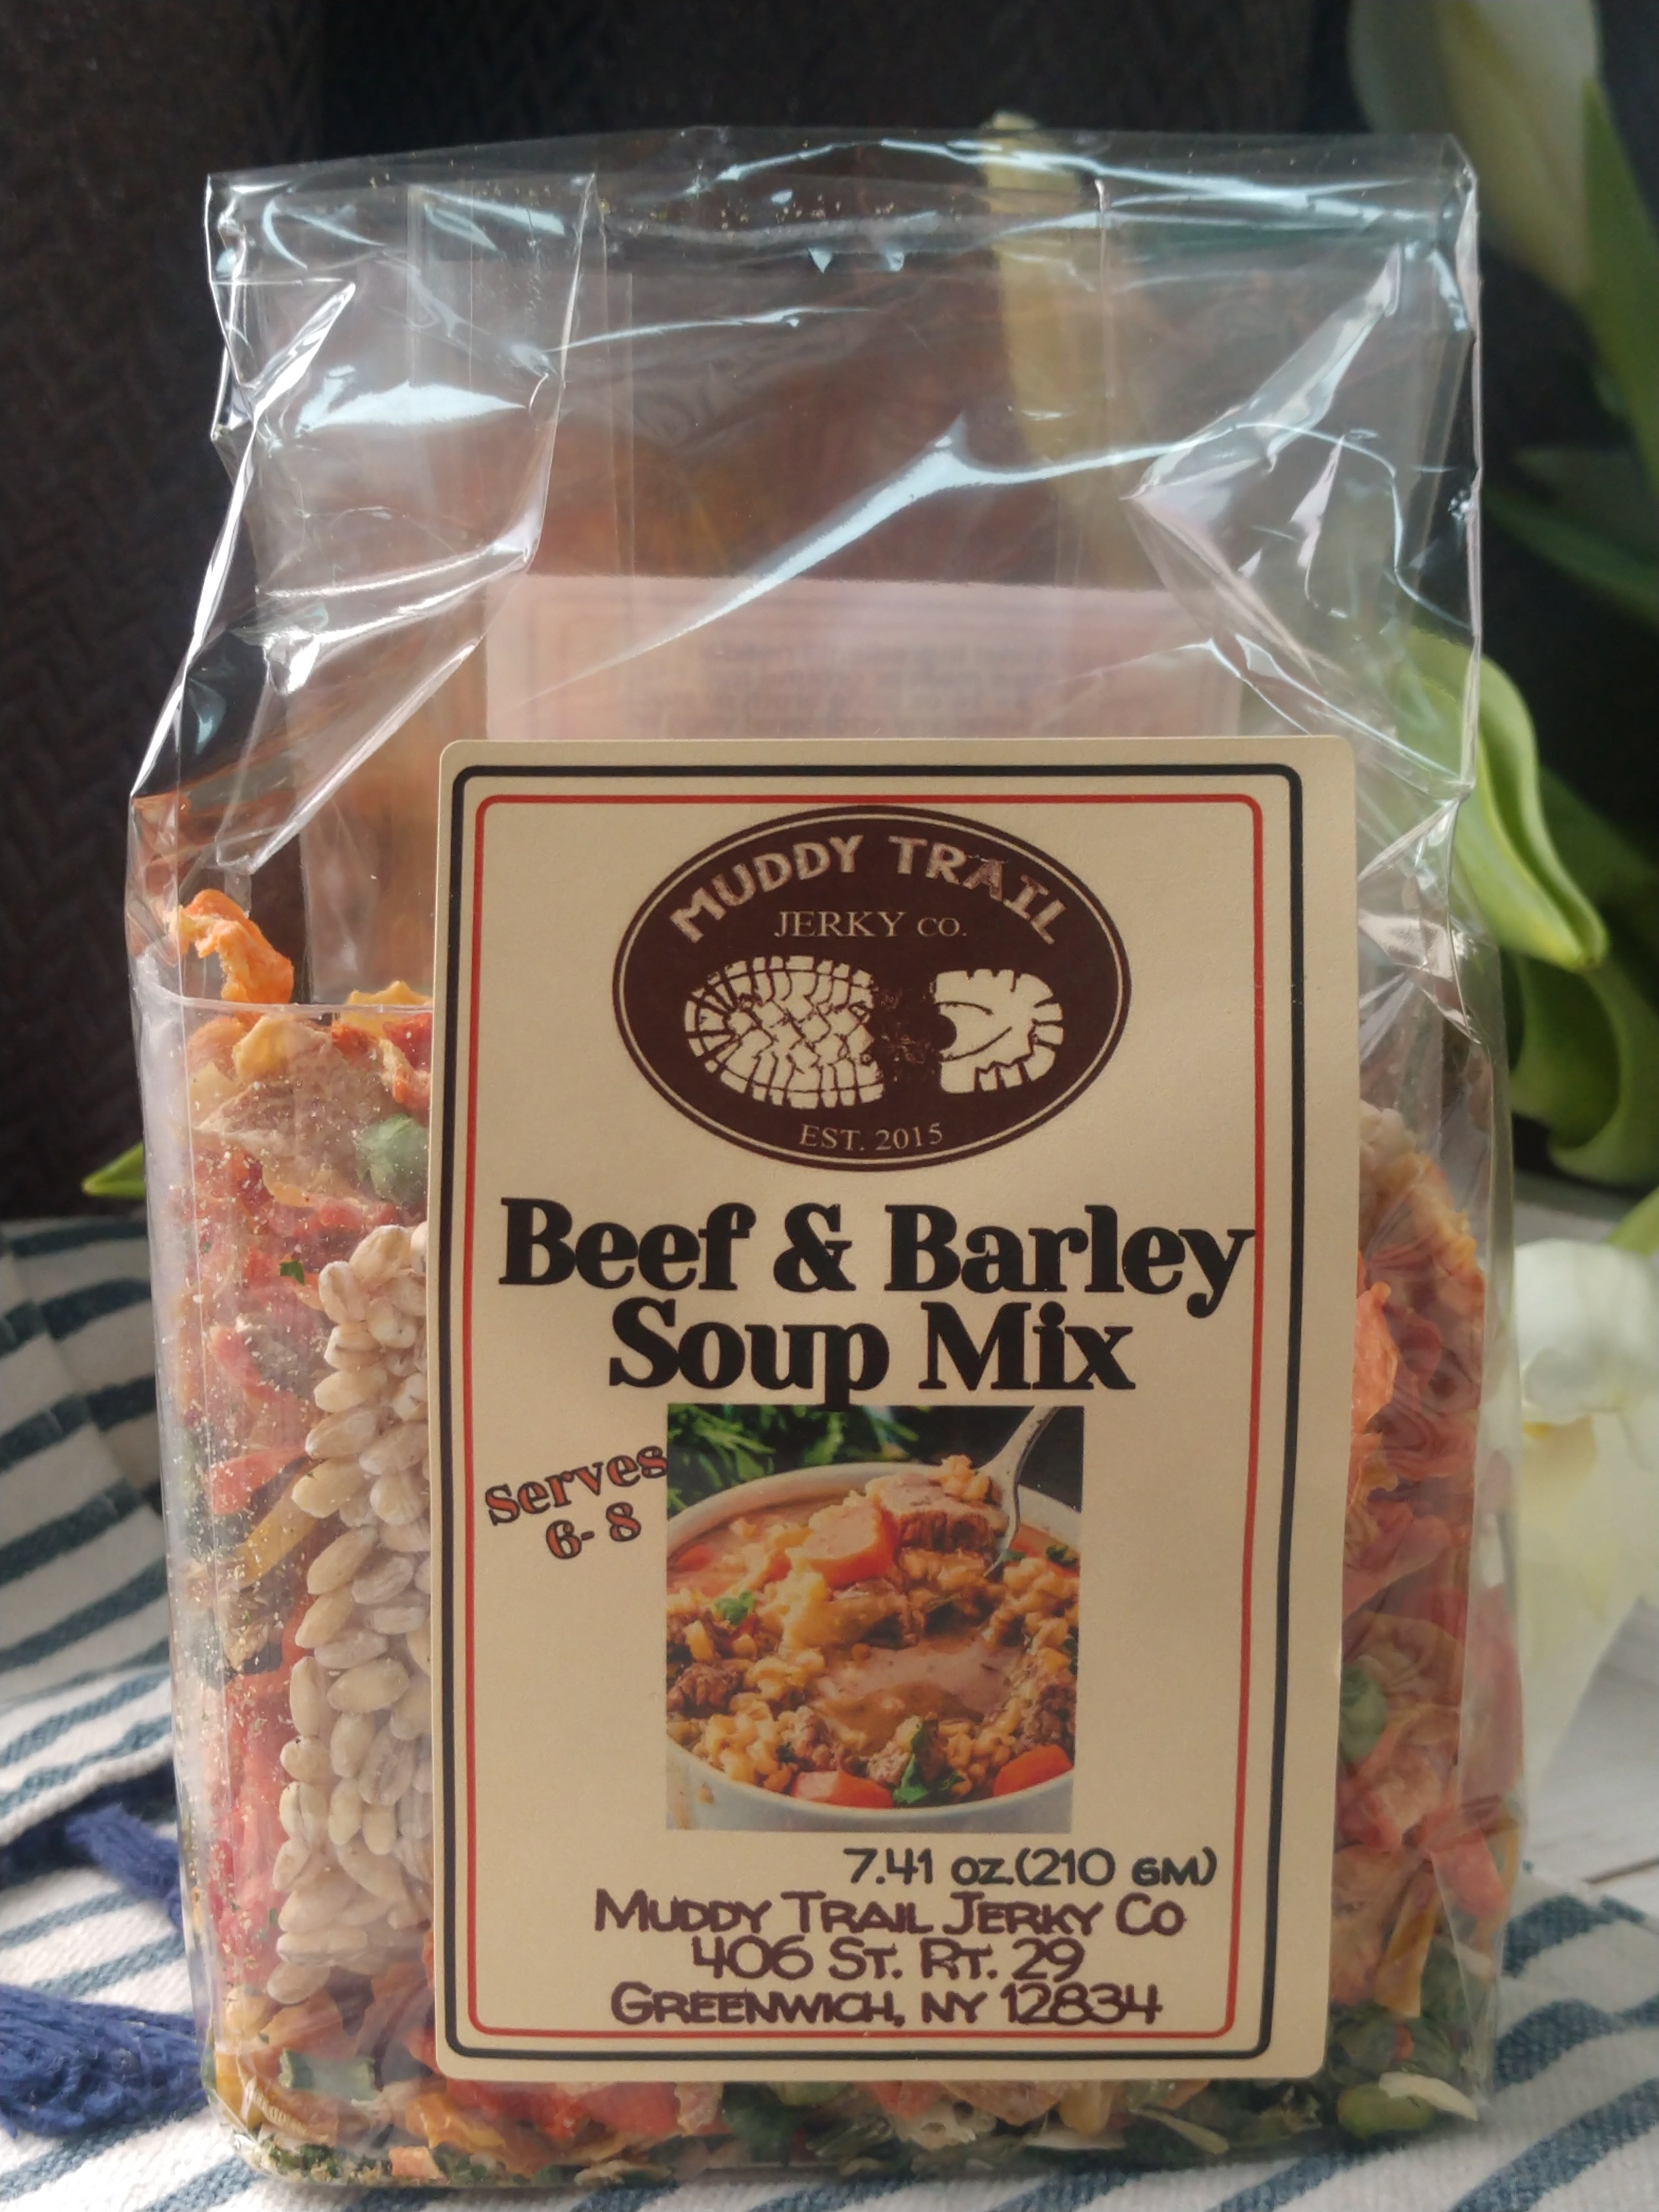 MUDDY TRAIL
JERKY CO.
EST. 2015
Beef & Barley
Soup Mix
Serves
6-8
7.41 OZ.(210 GM)
MUDDY TRAIL JERKY CO
406 ST. RT. 29
GREENWICH, NY 12834